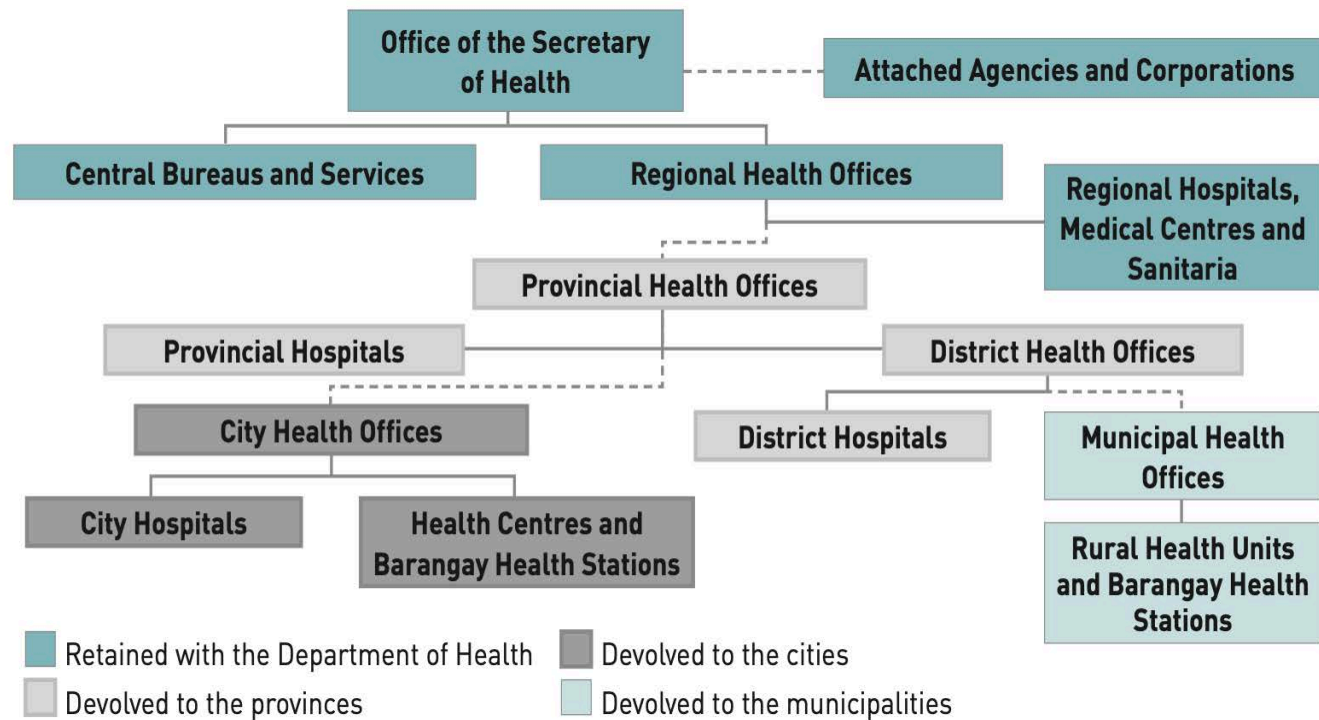 Office of the Secretary
of Health
Attached Agencies and Corporations
Central Bureaus and Services
Regional Health Offices
Regional Hospitals,
Medical Centres and
Sanitaria
Provincial Health Offices
Provincial Hospitals
District Health Offices
City Health Offices
District Hospitals
Municipal Health
Offices
City Hospitals
Health Centres and
Barangay Health Stations
Rural Health Units
and Barangay Health
Stations
Retained with the Department of Health
Devolved to the cities
Devolved to the provinces
Devolved to the municipalities